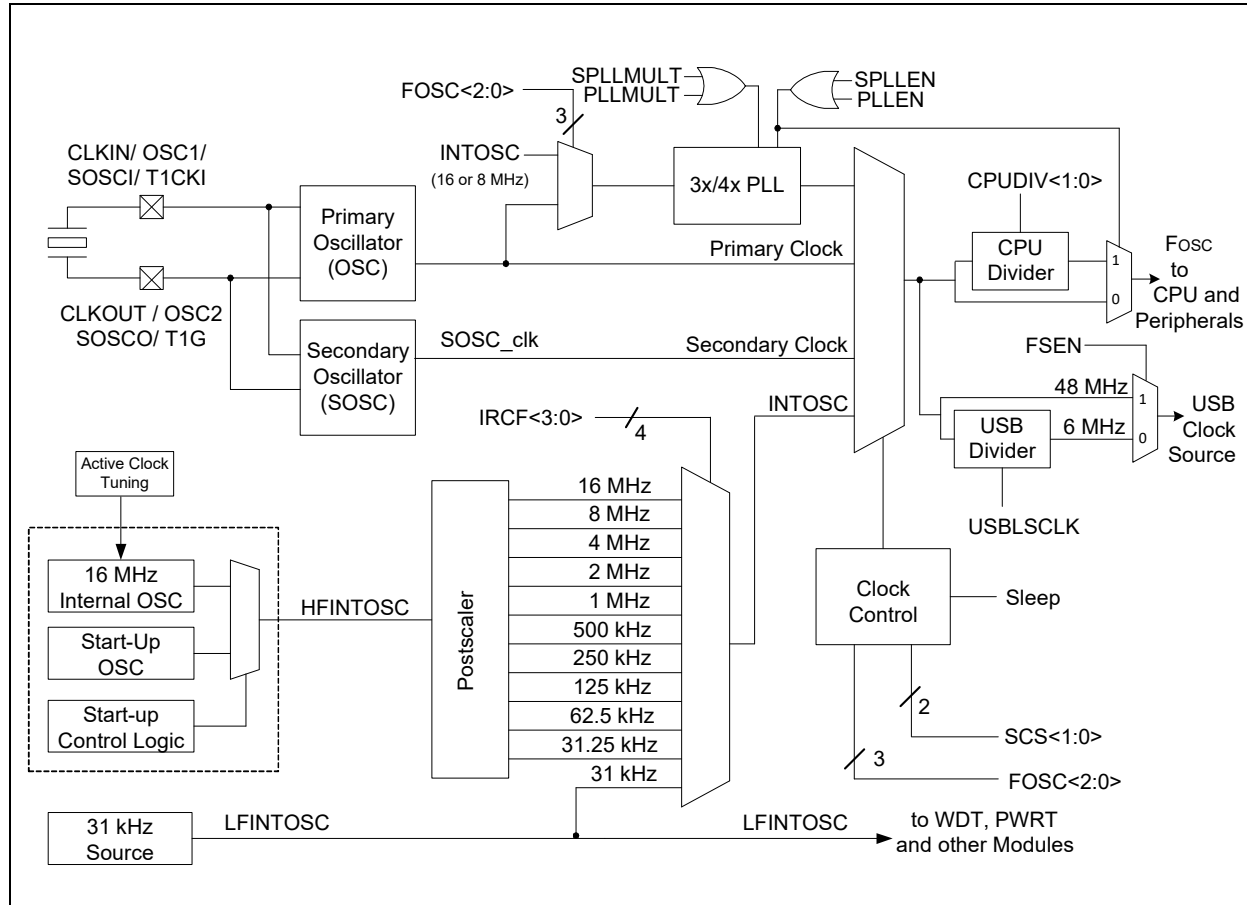 SPLLMULT
PLLMULT
SPLLEN
PLLEN
FOSC<2:0>
3
CLKIN/ OSC1/
SOSCI/ T1CKI
INTOSC
(16 or 8 MHz)
3x/4x PLL
CPUDIV<1:0>
Primary
Oscillator
(OSC)
Primary Clock
CPU
Divider
1
0
FOSC
to
CPU and
Peripherals
CLKOUT / OSC2
SOSCO/ T1G
Secondary
Oscillator
(SOSC)
SOSC_clk
Secondary Clock
FSEN
48 MHz
1
IRCF<3:0>
4
INTOSC
USB
Divider
6 MHz
0
USB
Clock
Source
USBLSCLK
Active Clock
Tuning
16 MHz
Internal OSC
Start-Up
OSC
Start-up
Control Logic
HFINTOSC
Postscaler
16 MHz
8 MHz
4 MHz
2 MHz
1 MHz
500 kHz
250 kHz
125 kHz
62.5 kHz
31.25 kHz
31 kHz
Clock
Control
Sleep
2
SCS<1:0>
3
FOSC<2:0>
31 kHz
Source
LFINTOSC
LFINTOSC
to WDT, PWRT
and other Modules